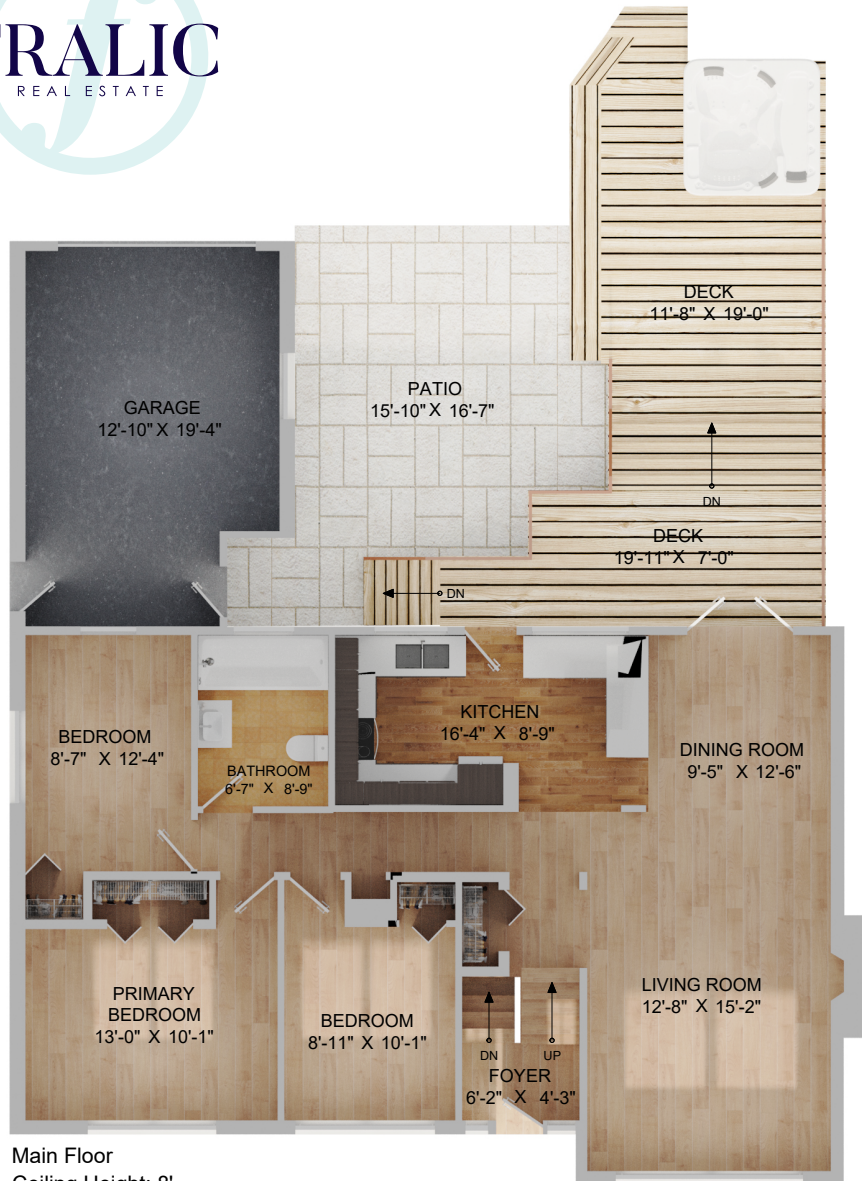 RALIC
REAL ESTATE
DECK
11'-8" X 19'-0"
PATIO
15'-10" X 16'-7"
GARAGE
12'-10" X 19'-4"
DN
DECK
19'-11" X 7'-0"
DN
KITCHEN
16'-4" X 8'-9"
BEDROOM
8'-7" X 12'-4"
DINING ROOM
9'-5" X 12'-6"
BATHROOM
6'-7" X 8'-9"
LIVING ROOM
12'-8" X 15'-2"
PRIMARY
BEDROOM
13'-0" X 10'-1"
BEDROOM
8'-11" X 10'-1"
DN
UP
FOYER
6'-2" X 4'-3"
Main Floor
Ceiling Height: 8'